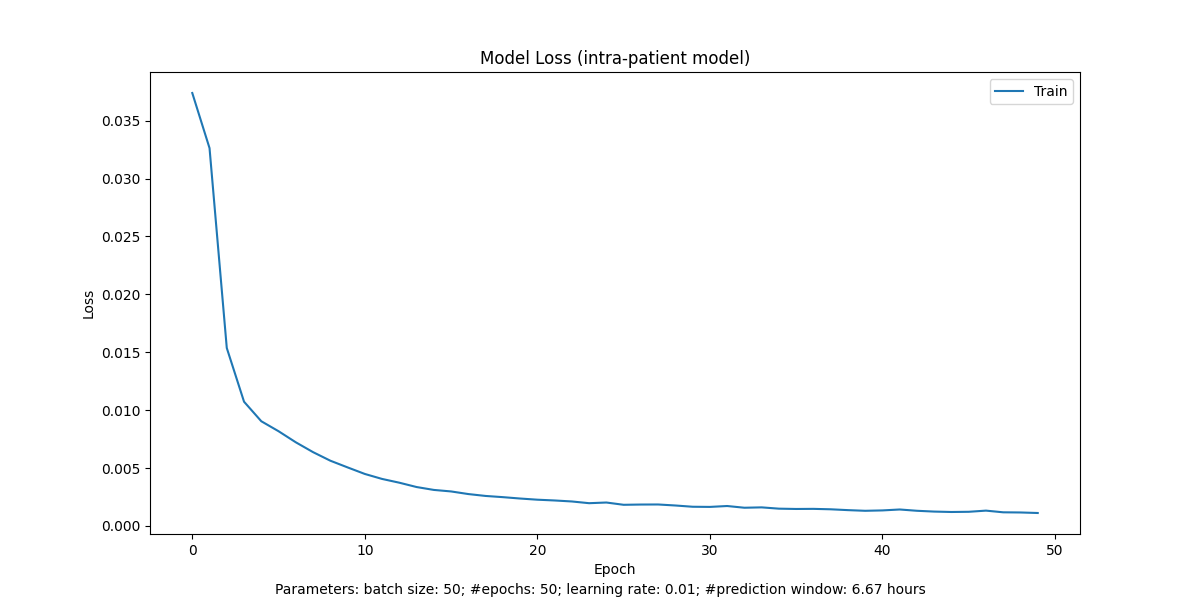 Model Loss (intra-patient model)
Train
0.035
0.030
0.025
0.020
0.015
0.010
0.005
0.000
Loss
0 10 20 30 40 50
Epoch
Parameters: batch size: 50; #epochs: 50; learning rate: 0.01; #prediction window: 6.67 hours